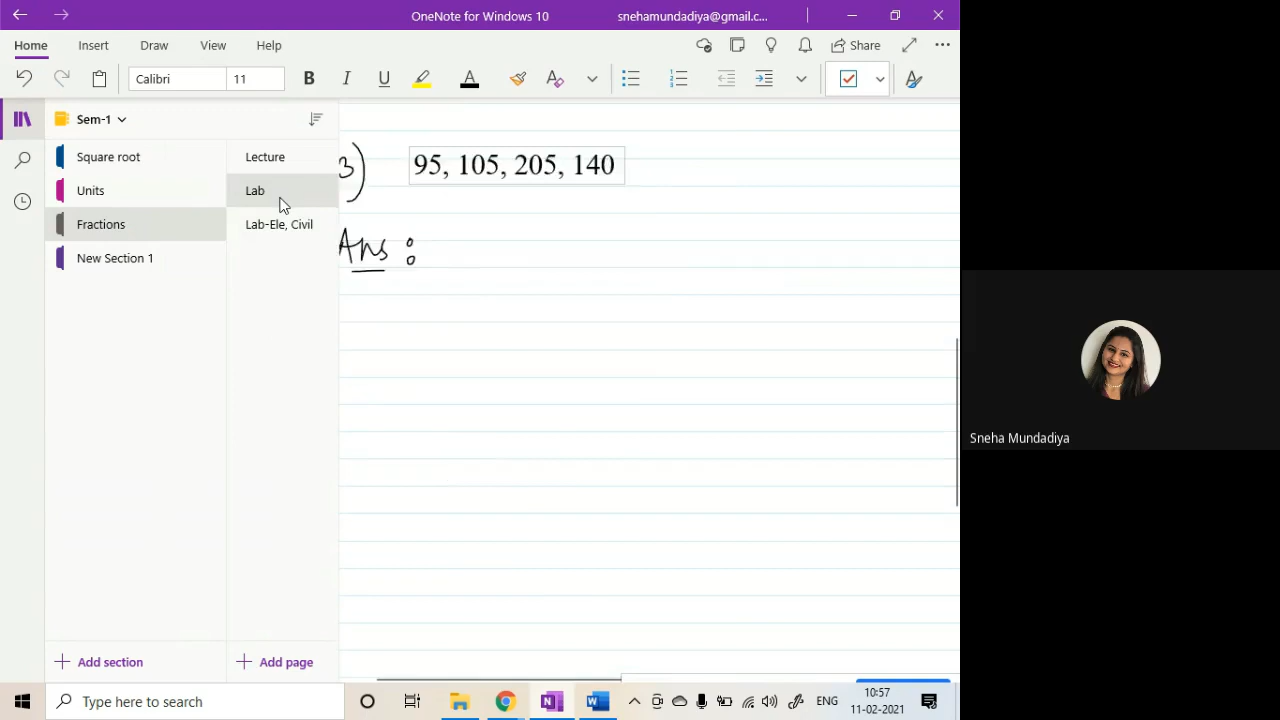 OneNote for Windows 10
snehamundadiya@gmail.c...
Home
Insert
Draw
View
Help
Share
Calibri
11
B
I
U
A
A
Sem-1
Square root
Units
Fractions
New Section 1
Lecture
Lab
Lab-Ele, Civil
3) 95, 105, 205, 140
Ans :
Sneha Mundadiya
Add section
Add page
Type here to search
ENG
10:57
11-02-2021